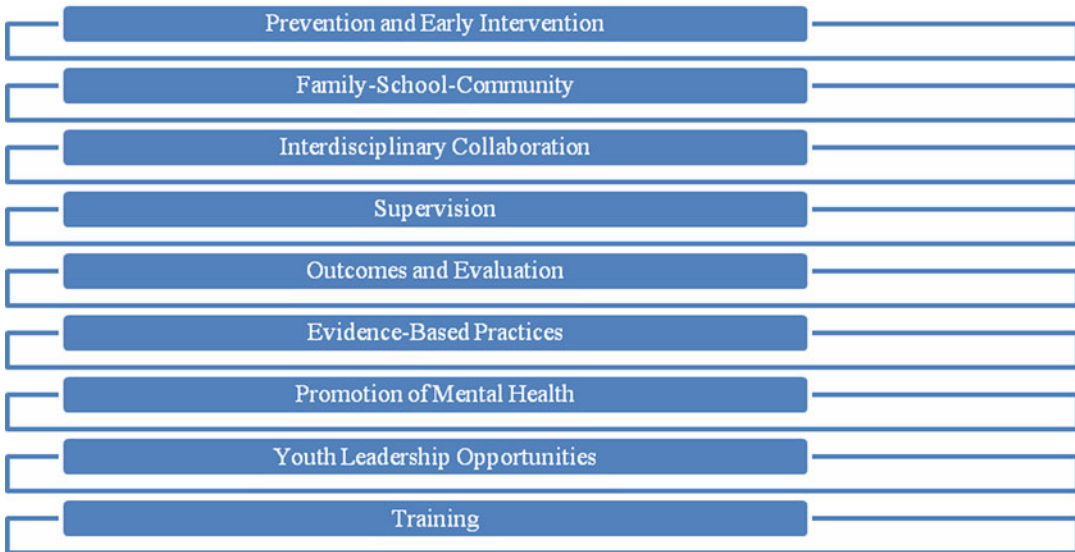 Prevention and Early Intervention
Family-School-Community
Interdisciplinary Collaboration
Supervision
Outcomes and Evaluation
Evidence-Based Practices
Promotion of Mental Health
Youth Leadership Opportunities
Training